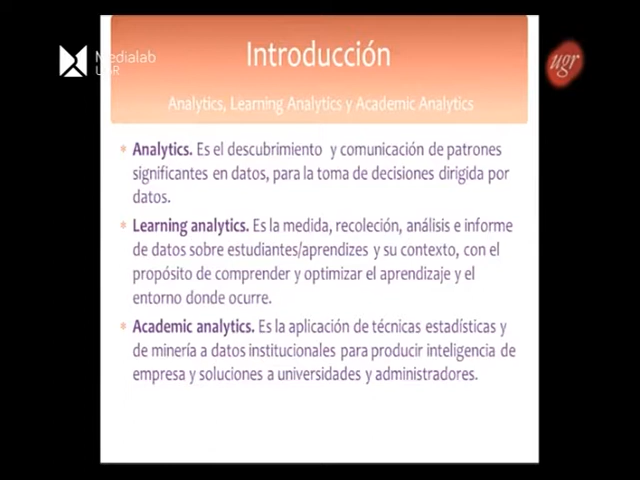 Medialab
UGR
Introducción
ugr
Analytics, Learning Analytics y Academic Analytics
* Analytics. Es el descubrimiento y comunicación de patrones
significantes en datos, para la toma de decisiones dirigida por
datos.
* Learning analytics. Es la medida, recoleción, análisis e informe
de datos sobre estudiantes/aprendizes y su contexto, con el
propósito de comprender y optimizar el aprendizaje y el
entorno donde ocurre.
* Academic analytics. Es la aplicación de técnicas estadísticas y
de minería a datos institucionales para producir inteligencia de
empresa y soluciones a universidades y administradores.